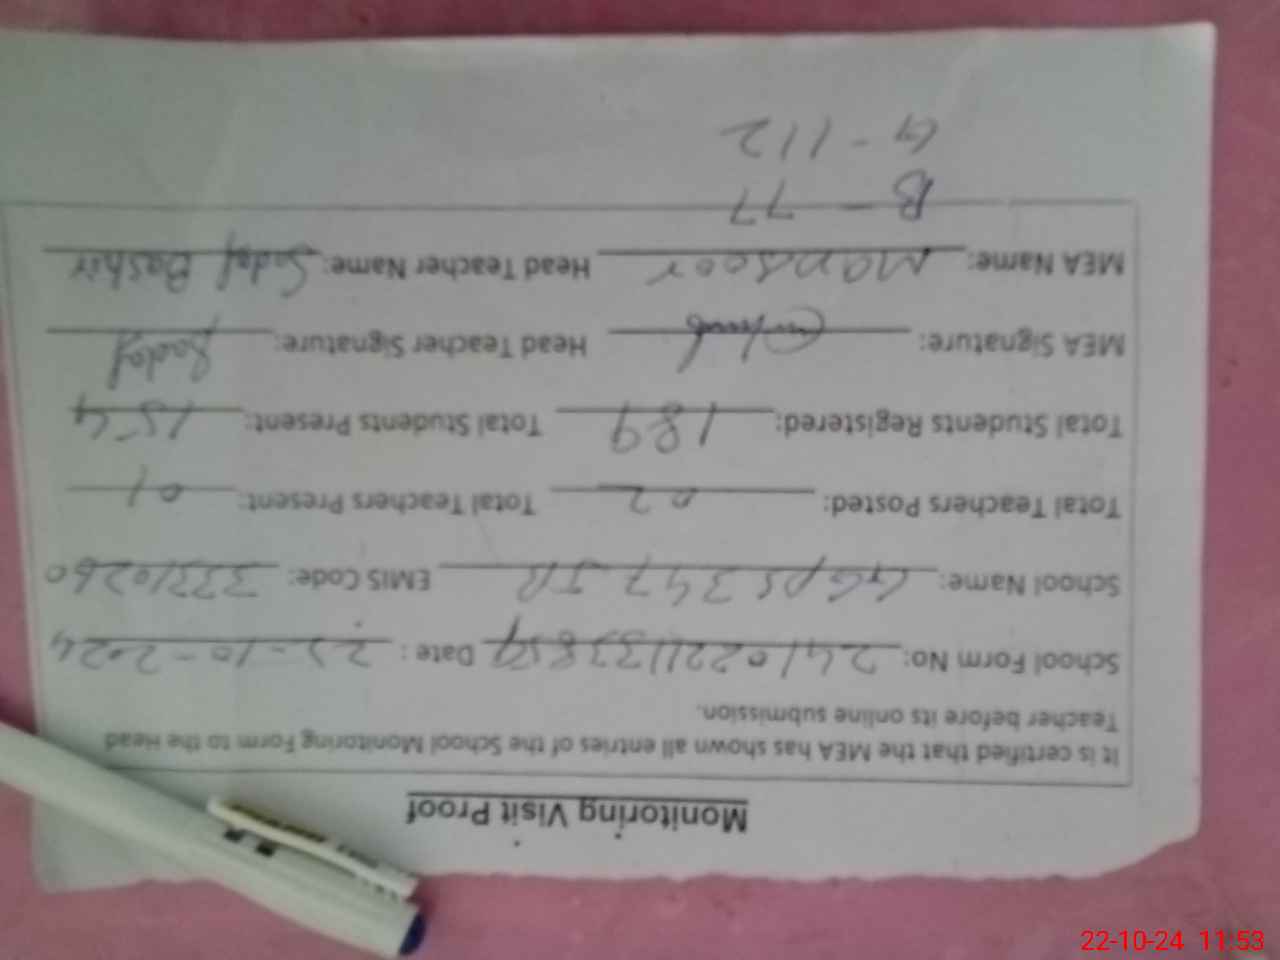 Monitoring Visit Proof
It is certified that the MEA has shown all entries of the School Monitoring Form to the Head
Teacher before its online submission.
School Form No: Date: 22-10-2024
School Name: GGPS 347 JB EMIS Code: 33310260
Total Teachers Posted: 02 Total Teachers Present: 01
Total Students Registered: 189 Total Students Present: 154
MEA Signature: Head Teacher Signature: Sadaf
MEA Name: Mansoor Head Teacher Name: Sadaf Bashir
B - 77
G - 112
22-10-24 11:53